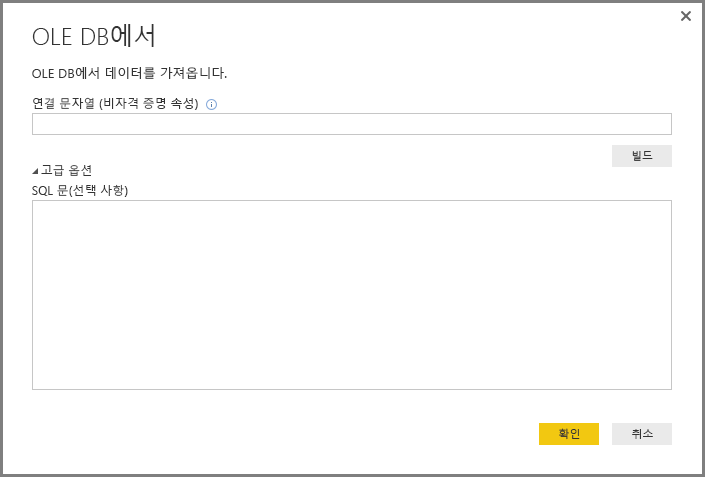 OLE DB에서
OLE DB에서 데이터를 가져옵니다.
연결 문자열 (비자격 증명 속성)
빌드
고급 옵션
SQL 문(선택 사항)
확인
취소